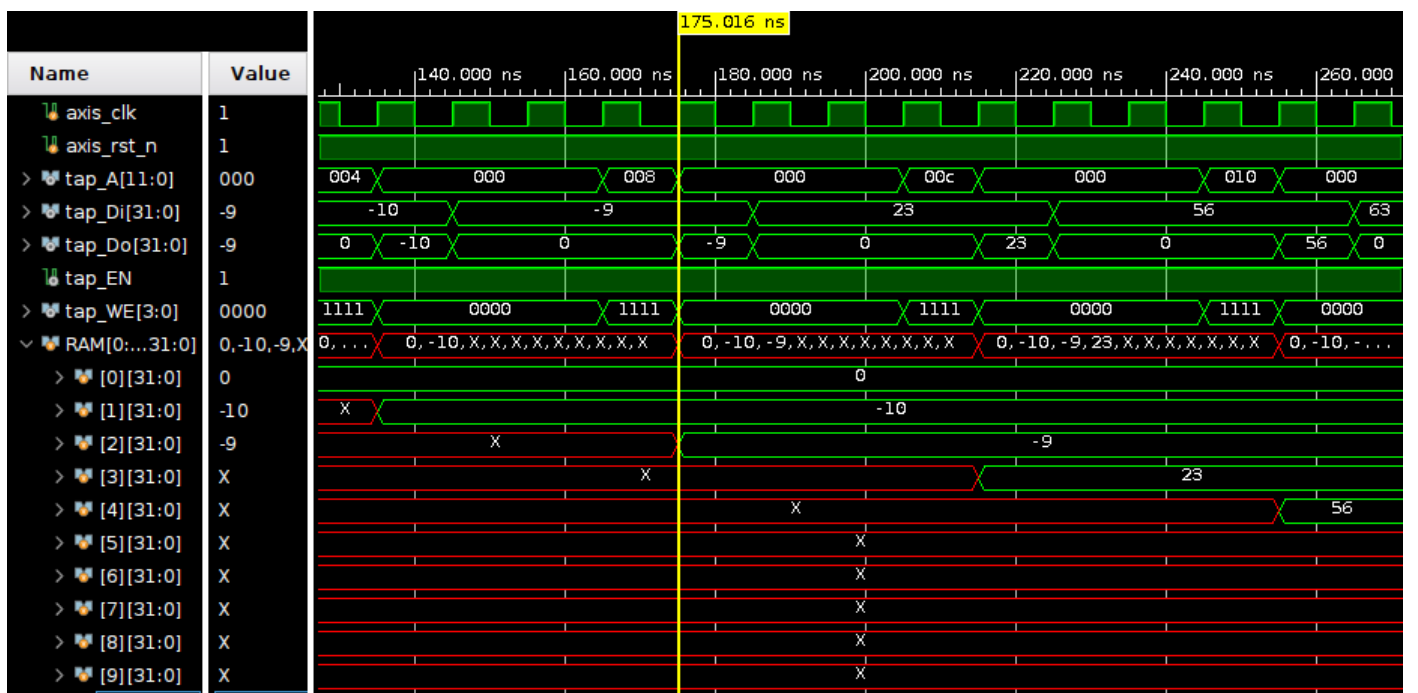 175.016 ns
Name Value 140.000 ns 160.000 ns 180.000 ns 200.000 ns 220.000 ns 240.000 ns 260.000
axis_clk 1
axis_rst_n 1
tap_A[11:0] 000 004 000 008 000 00c 000 010 000
tap_Di[31:0] -9 -10 -9 23 56 63
tap_Do[31:0] -9 0 -10 0 -9 0 23 0 56 0
tap_EN 1
tap_WE[3:0] 0000 1111 0000 1111 0000 1111 0000 1111 0000
RAM[0:...31:0] 0,-10,-9,X 0,... 0,-10,X,X,X,X,X,X,X,X 0,-10,-9,X,X,X,X,X,X,X 0,-10,-9,23,X,X,X,X,X,X 0,-10,-...
[0][31:0] 0 0
[1][31:0] -10 X -10
[2][31:0] -9 X -9
[3][31:0] X X 23
[4][31:0] X X 56
[5][31:0] X X
[6][31:0] X X
[7][31:0] X X
[8][31:0] X X
[9][31:0] X X